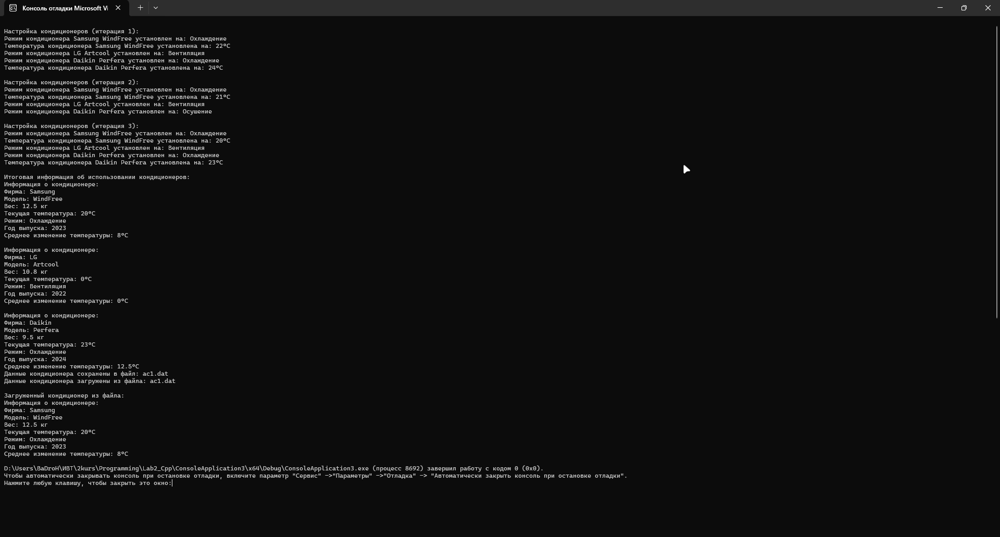 Консоль отладки Microsoft Vi
Настройка кондиционеров (итерация 1):
Режим кондиционера Samsung WindFree установлен на: Охлаждение
Температура кондиционера Samsung WindFree установлена на: 22°C
Режим кондиционера LG Artcool установлен на: Вентиляция
Режим кондиционера Daikin Perfera установлен на: Охлаждение
Температура кондиционера Daikin Perfera установлена на: 24°C
Настройка кондиционеров (итерация 2):
Режим кондиционера Samsung WindFree установлен на: Охлаждение
Температура кондиционера Samsung WindFree установлена на: 21°C
Режим кондиционера LG Artcool установлен на: Вентиляция
Режим кондиционера Daikin Perfera установлен на: Осушение
Настройка кондиционеров (итерация 3):
Режим кондиционера Samsung WindFree установлен на: Охлаждение
Температура кондиционера Samsung WindFree установлена на: 20°C
Режим кондиционера LG Artcool установлен на: Вентиляция
Режим кондиционера Daikin Perfera установлен на: Охлаждение
Температура кондиционера Daikin Perfera установлена на: 23°C
Итоговая информация об использовании кондиционеров:
Информация о кондиционере:
Фирма: Samsung
Модель: WindFree
Вес: 12.5 кг
Текущая температура: 20°C
Режим: Охлаждение
Год выпуска: 2023
Среднее изменение температуры: 8°C
Информация о кондиционере:
Фирма: LG
Модель: Artcool
Вес: 10.8 кг
Текущая температура: 0°C
Режим: Вентиляция
Год выпуска: 2022
Среднее изменение температуры: 0°C
Информация о кондиционере:
Фирма: Daikin
Модель: Perfera
Вес: 9.5 кг
Текущая температура: 23°C
Режим: Охлаждение
Год выпуска: 2024
Среднее изменение температуры: 12.5°C
Данные кондиционера сохранены в файл: ac1.dat
Данные кондиционера загружены из файла: ac1.dat
Загруженный кондиционер из файла:
Информация о кондиционере:
Фирма: Samsung
Модель: WindFree
Вес: 12.5 кг
Текущая температура: 20°C
Режим: Охлаждение
Год выпуска: 2023
Среднее изменение температуры: 8°C
D:\Users\BaDroH\ИВТ\2kurs\Programming\Lab2_Cpp\ConsoleApplication3\x64\Debug\ConsoleApplication3.exe (процесс 8692) завершил работу с кодом 0 (0x0).
Чтобы автоматически закрывать консоль при остановке отладки, включите параметр "Сервис" ->"Параметры" ->"Отладка" -> "Автоматически закрыть консоль при остановке отладки".
Нажмите любую клавишу, чтобы закрыть это окно: